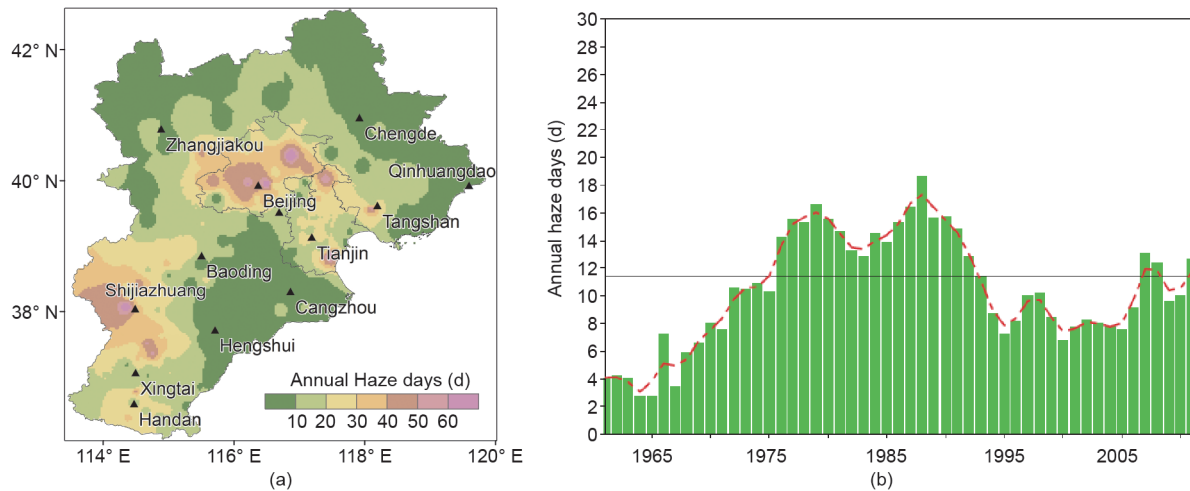 42° N
40° N
38° N
Zhangjiakou
Chengde
Qinhuangdao
Beijing
Tangshan
Tianjin
Baoding
Shijiazhuang
Cangzhou
Hengshui
Xingtai
Handan
Annual Haze days (d)
10 20 30 40 50 60
114° E 116° E 118° E 120° E
(a)
Annual haze days (d)
30
28
26
24
22
20
18
16
14
12
10
8
6
4
2
0
1965 1975 1985 1995 2005
(b)